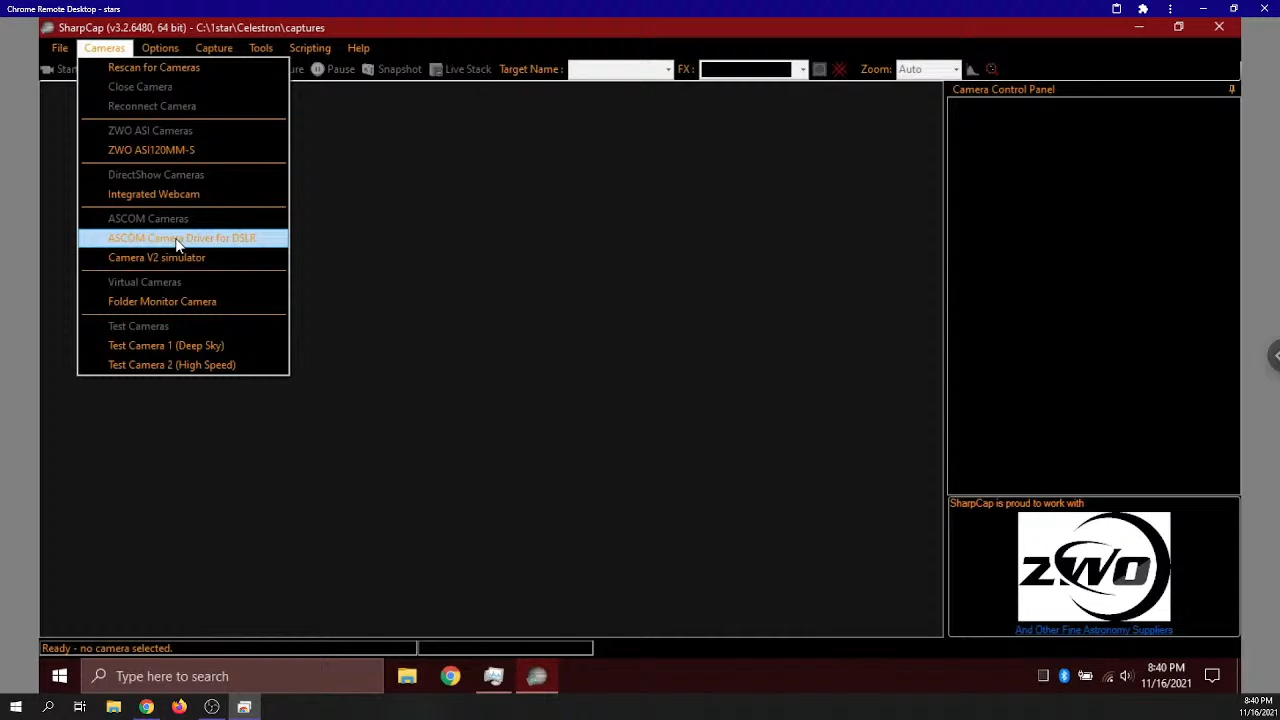 Chrome Remote Desktop - stars
SharpCap (v3.2.6480, 64 bit) - C:\1star\Celestron\captures
File Cameras Options Capture Tools Scripting Help
Star ure Pause Snapshot Live Stack Target Name : FX : Zoom: Auto
Rescan for Cameras
Close Camera
Reconnect Camera
ZWO ASI Cameras
ZWO ASI120MM-S
DirectShow Cameras
Integrated Webcam
ASCOM Cameras
ASCOM Camera Driver for DSLR
Camera V2 simulator
Virtual Cameras
Folder Monitor Camera
Test Cameras
Test Camera 1 (Deep Sky)
Test Camera 2 (High Speed)
Camera Control Panel
SharpCap is proud to work with
ZWO
And Other Fine Astronomy Suppliers
Ready - no camera selected.
Type here to search
8:40 PM
11/16/2021
8:40 PM
11/16/2021